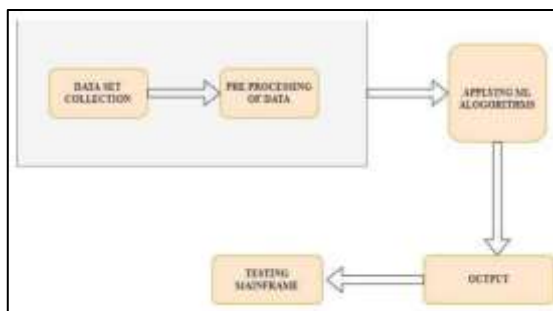 DATA SET
COLLECTION
PRE PROCESSING
OF DATA
APPLYING ML
ALOGORITHMS
OUTPUT
TESTING
MAINFRAME